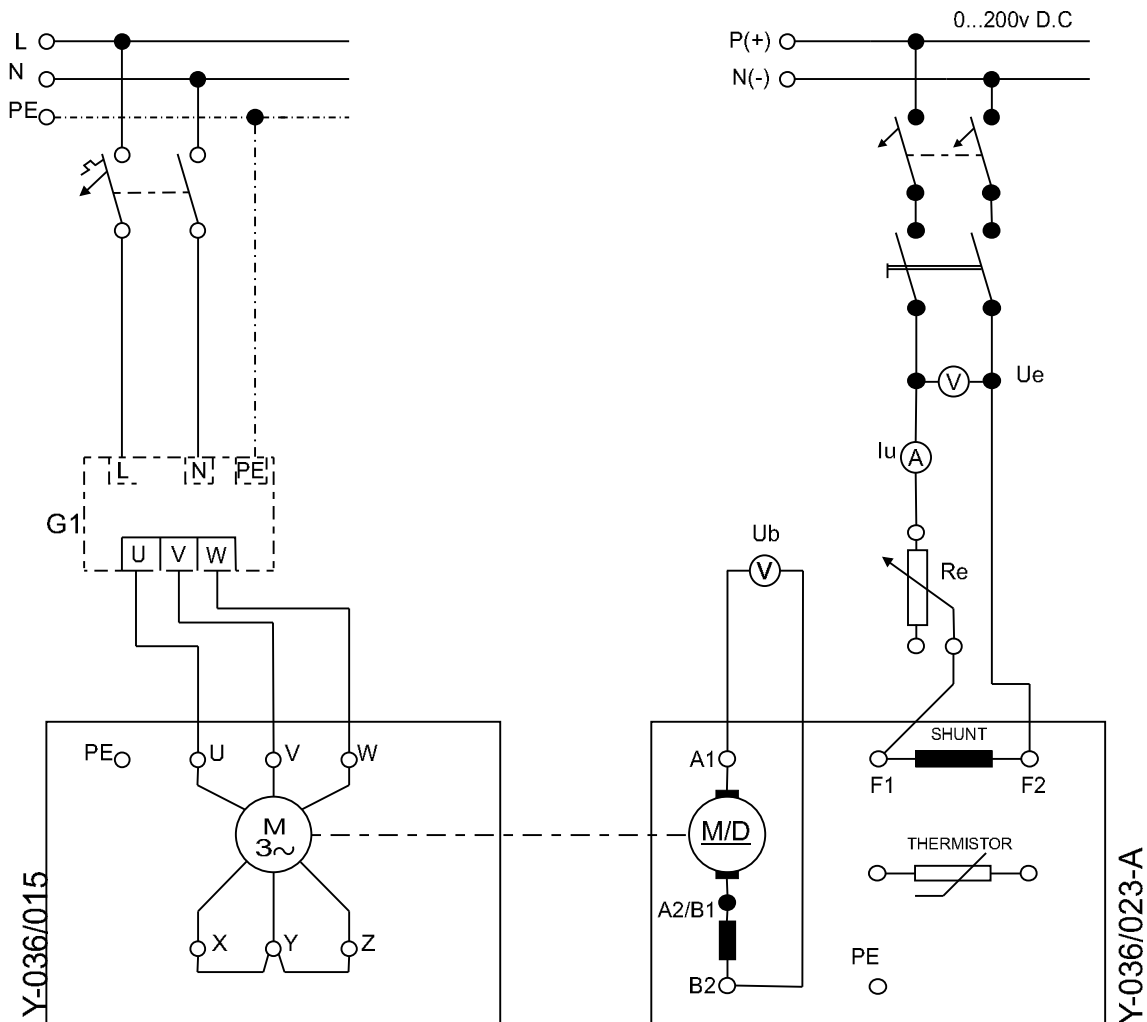 L
N
PE
0...200v D.C
P(+)
N(-)
V
Ue
Iu
A
L
N
PE
G1
U
V
W
Ub
V
Re
PE
U
V
W
M
3~
X
Y
Z
Y-036/015
A1
M/D
A2/B1
B2
SHUNT
F1
F2
THERMISTOR
PE
Y-036/023-A